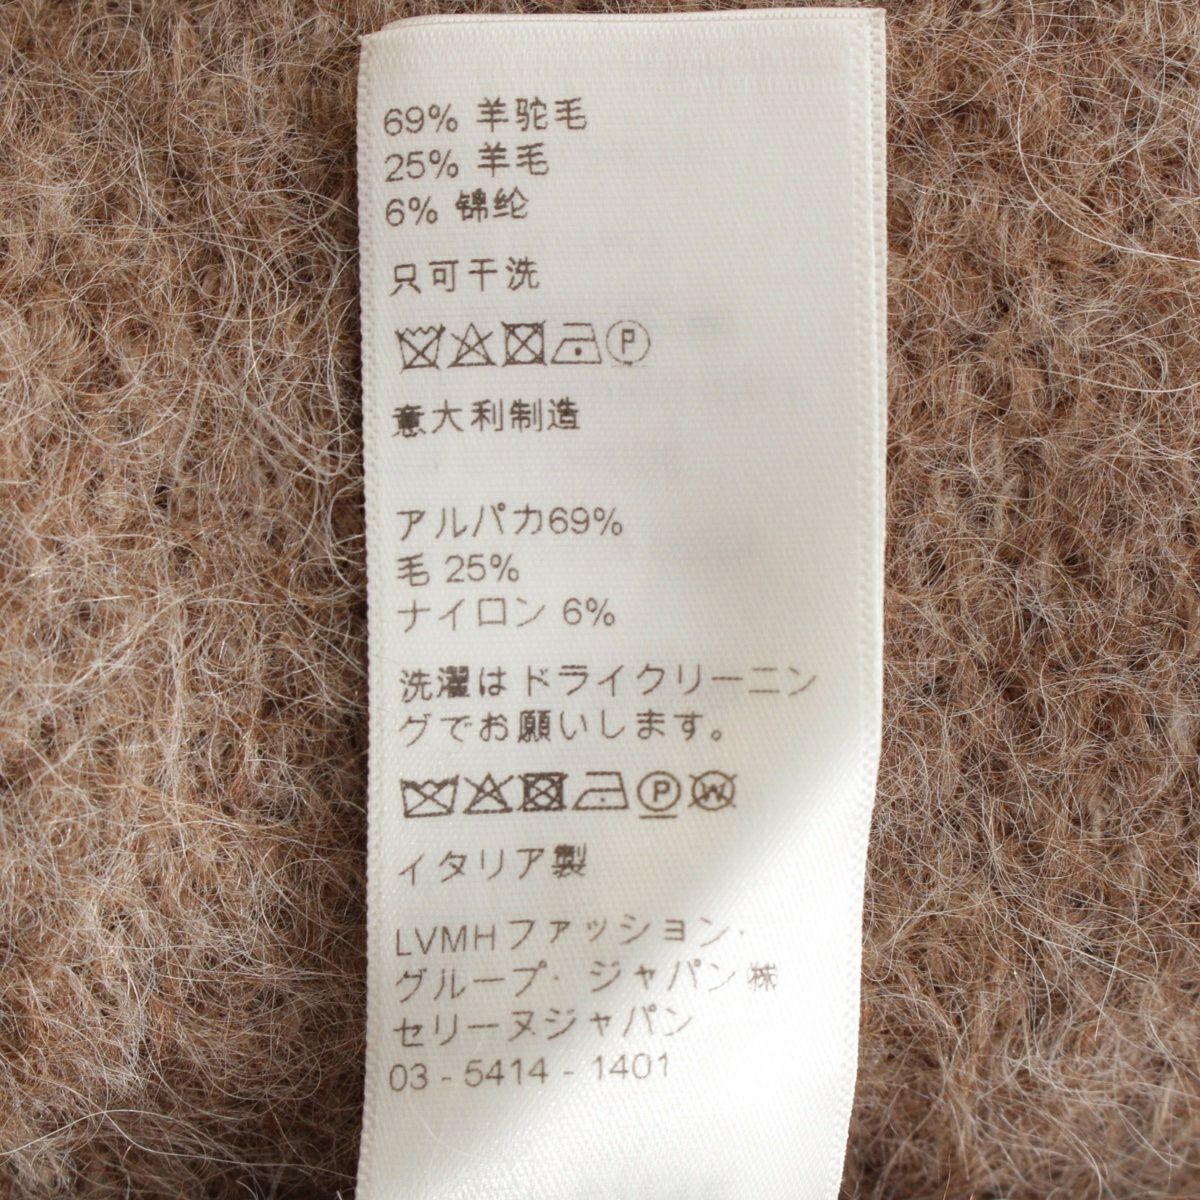 69% 羊驼毛
25% 羊毛
6% 锦纶
只可干洗
P
意大利制造
アルパカ69%
毛 25%
ナイロン 6%
洗濯は ドライクリーニン
グでお願いします。
P W
イタリア製
LVMHファッション·
グループ· ジャパン ㈱
セリーヌジャパン
03 - 5414 - 1401